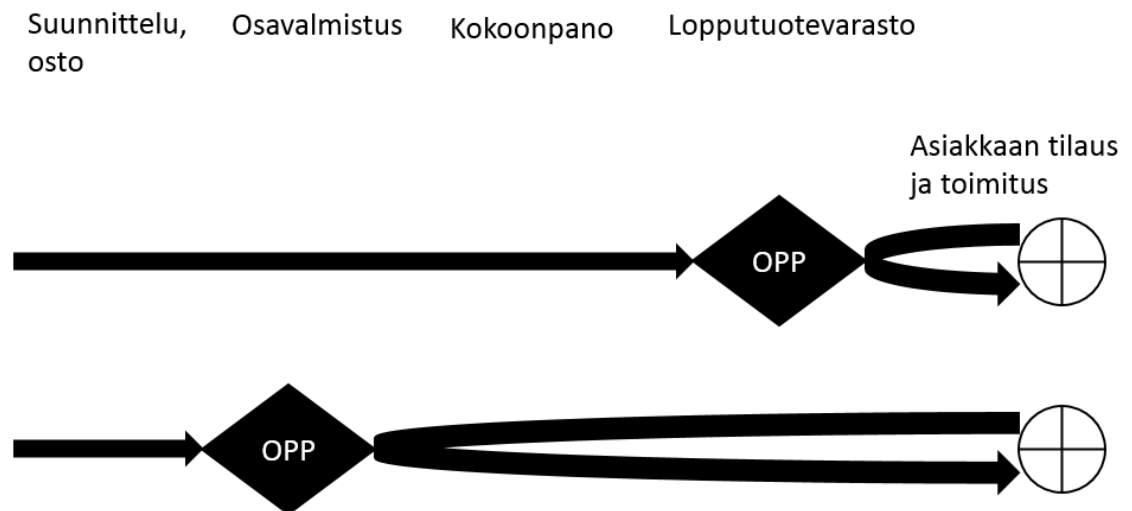 Suunnittelu,
osto
Osavalmistus
Kokoonpano
Lopputuotevarasto
Asiakkaan tilaus
ja toimitus
OPP
OPP